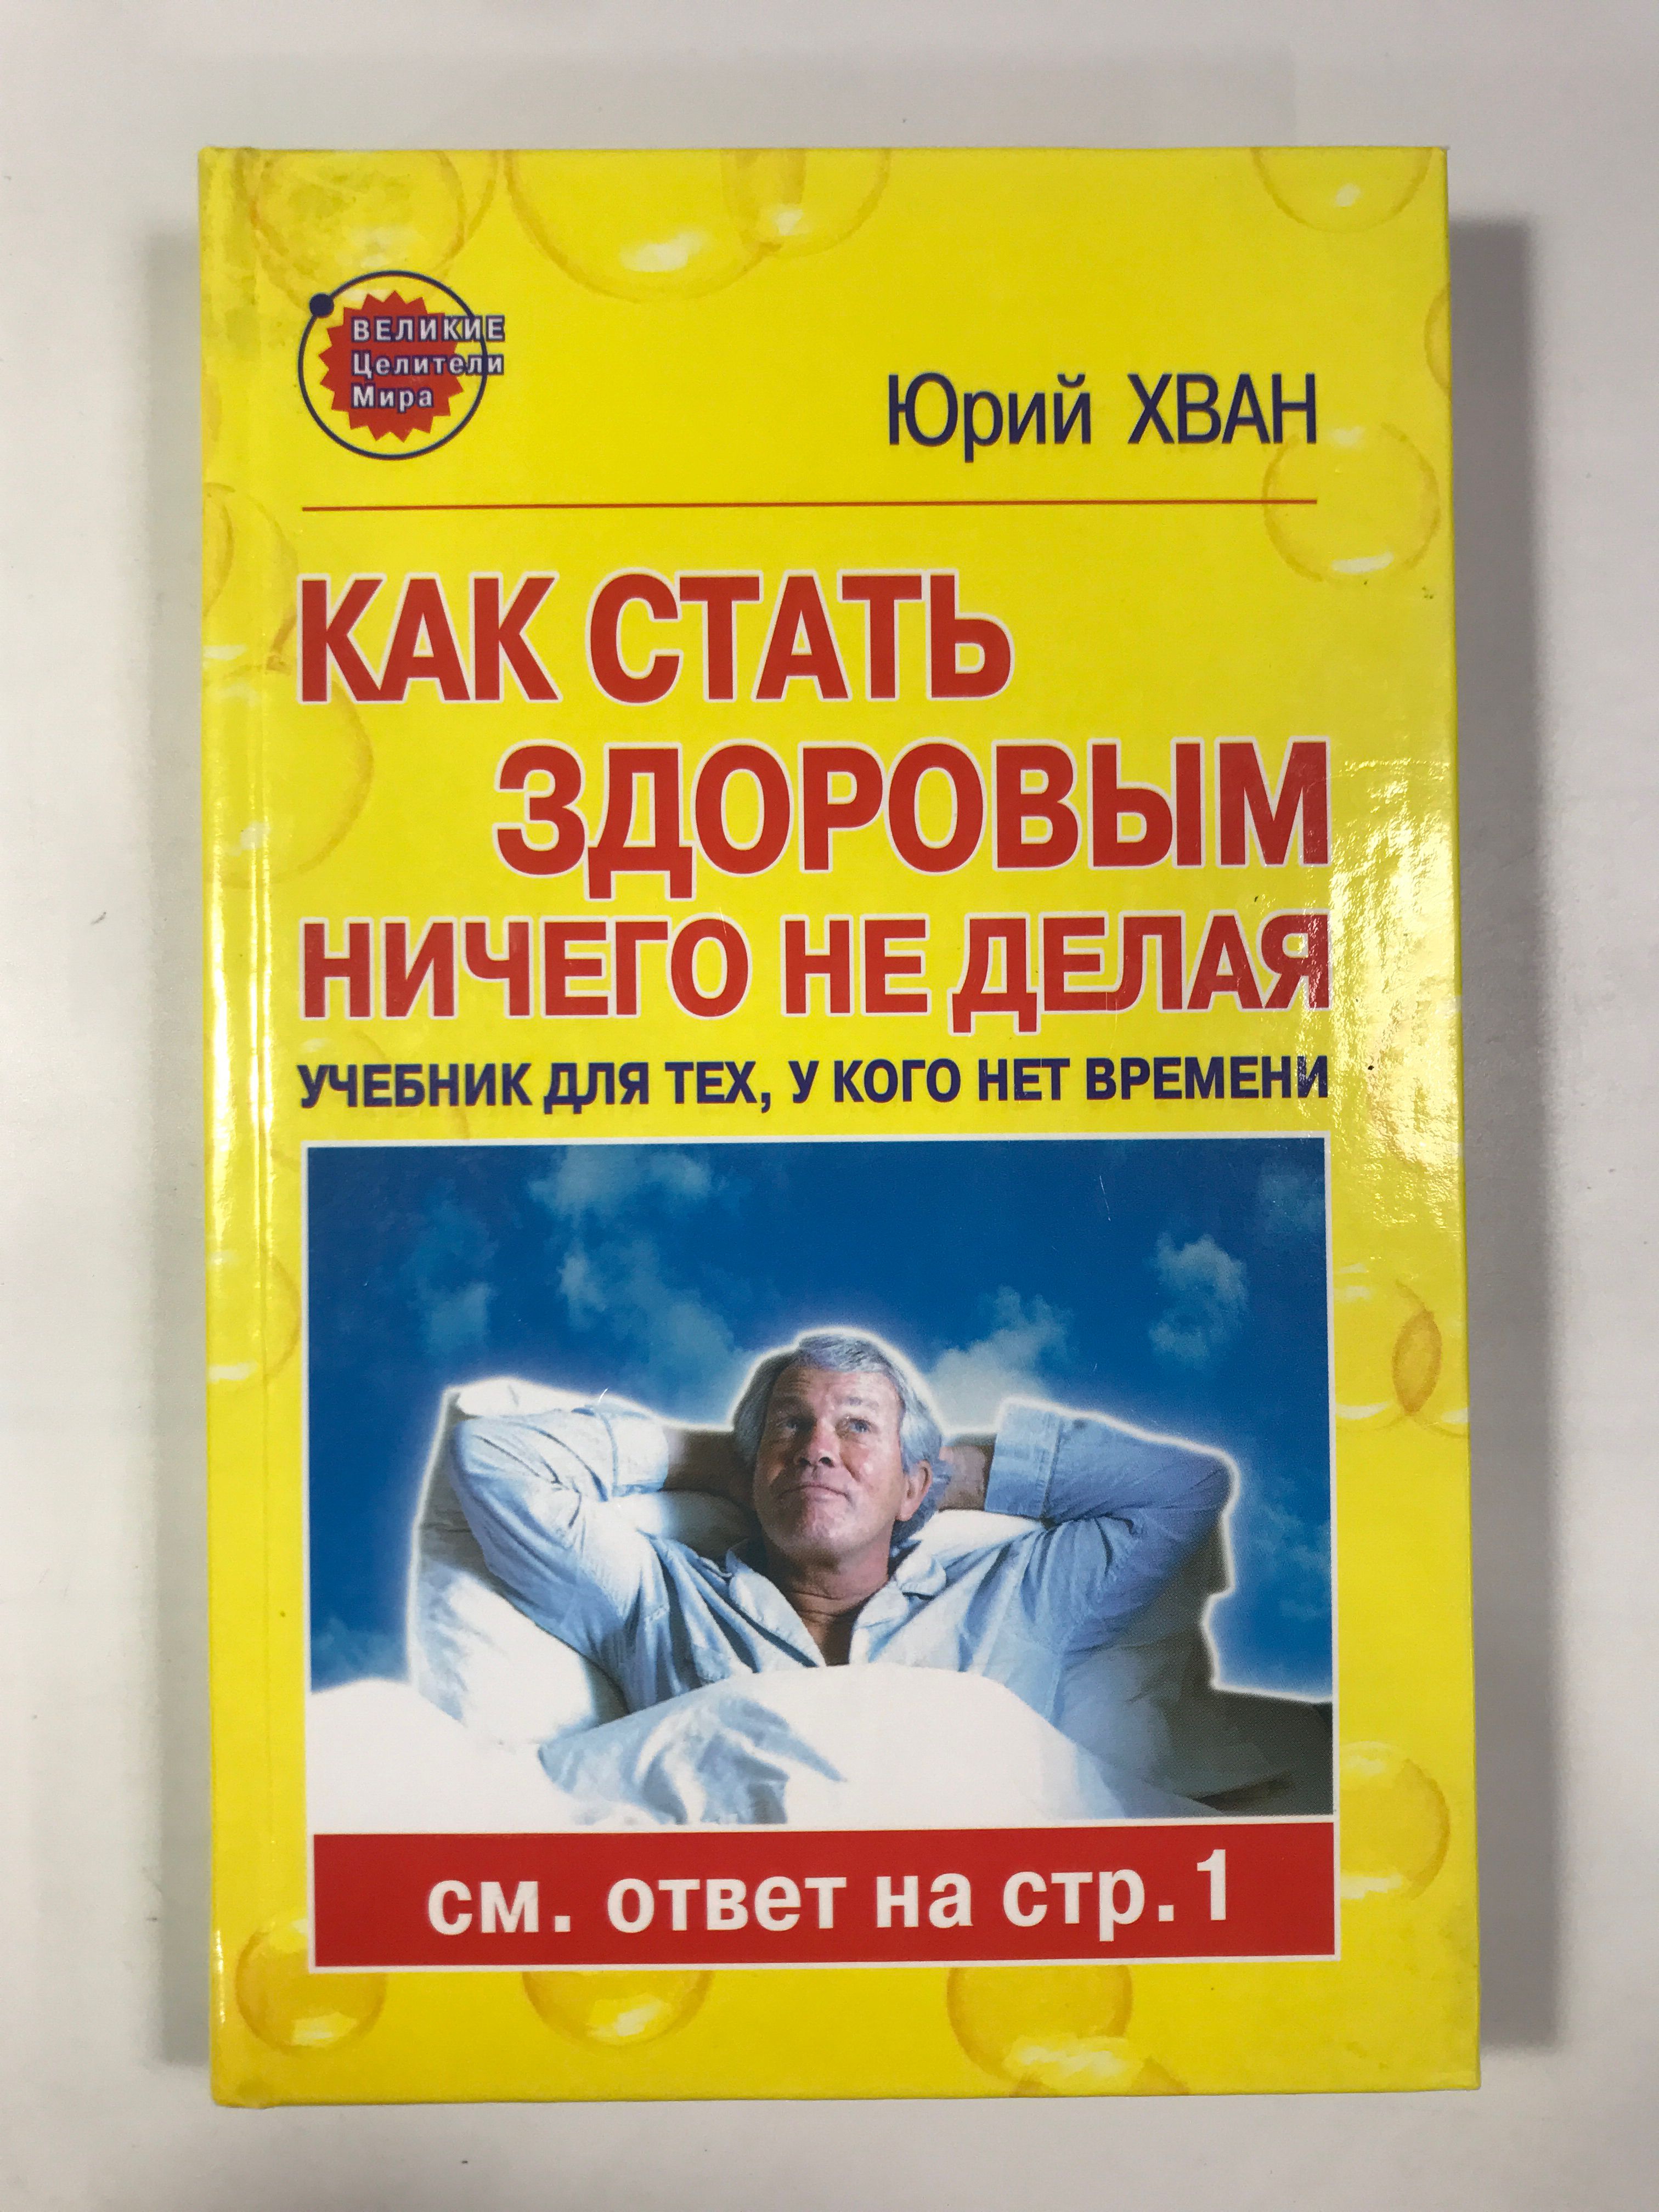 ВЕЛИКИЕ
Целители
Мира
Юрий ХВАН
КАК СТАТЬ
ЗДОРОВЫМ
НИЧЕГО НЕ ДЕЛАЯ
УЧЕБНИК ДЛЯ ТЕХ, У КОГО НЕТ ВРЕМЕНИ
см. ответ на стр. 1